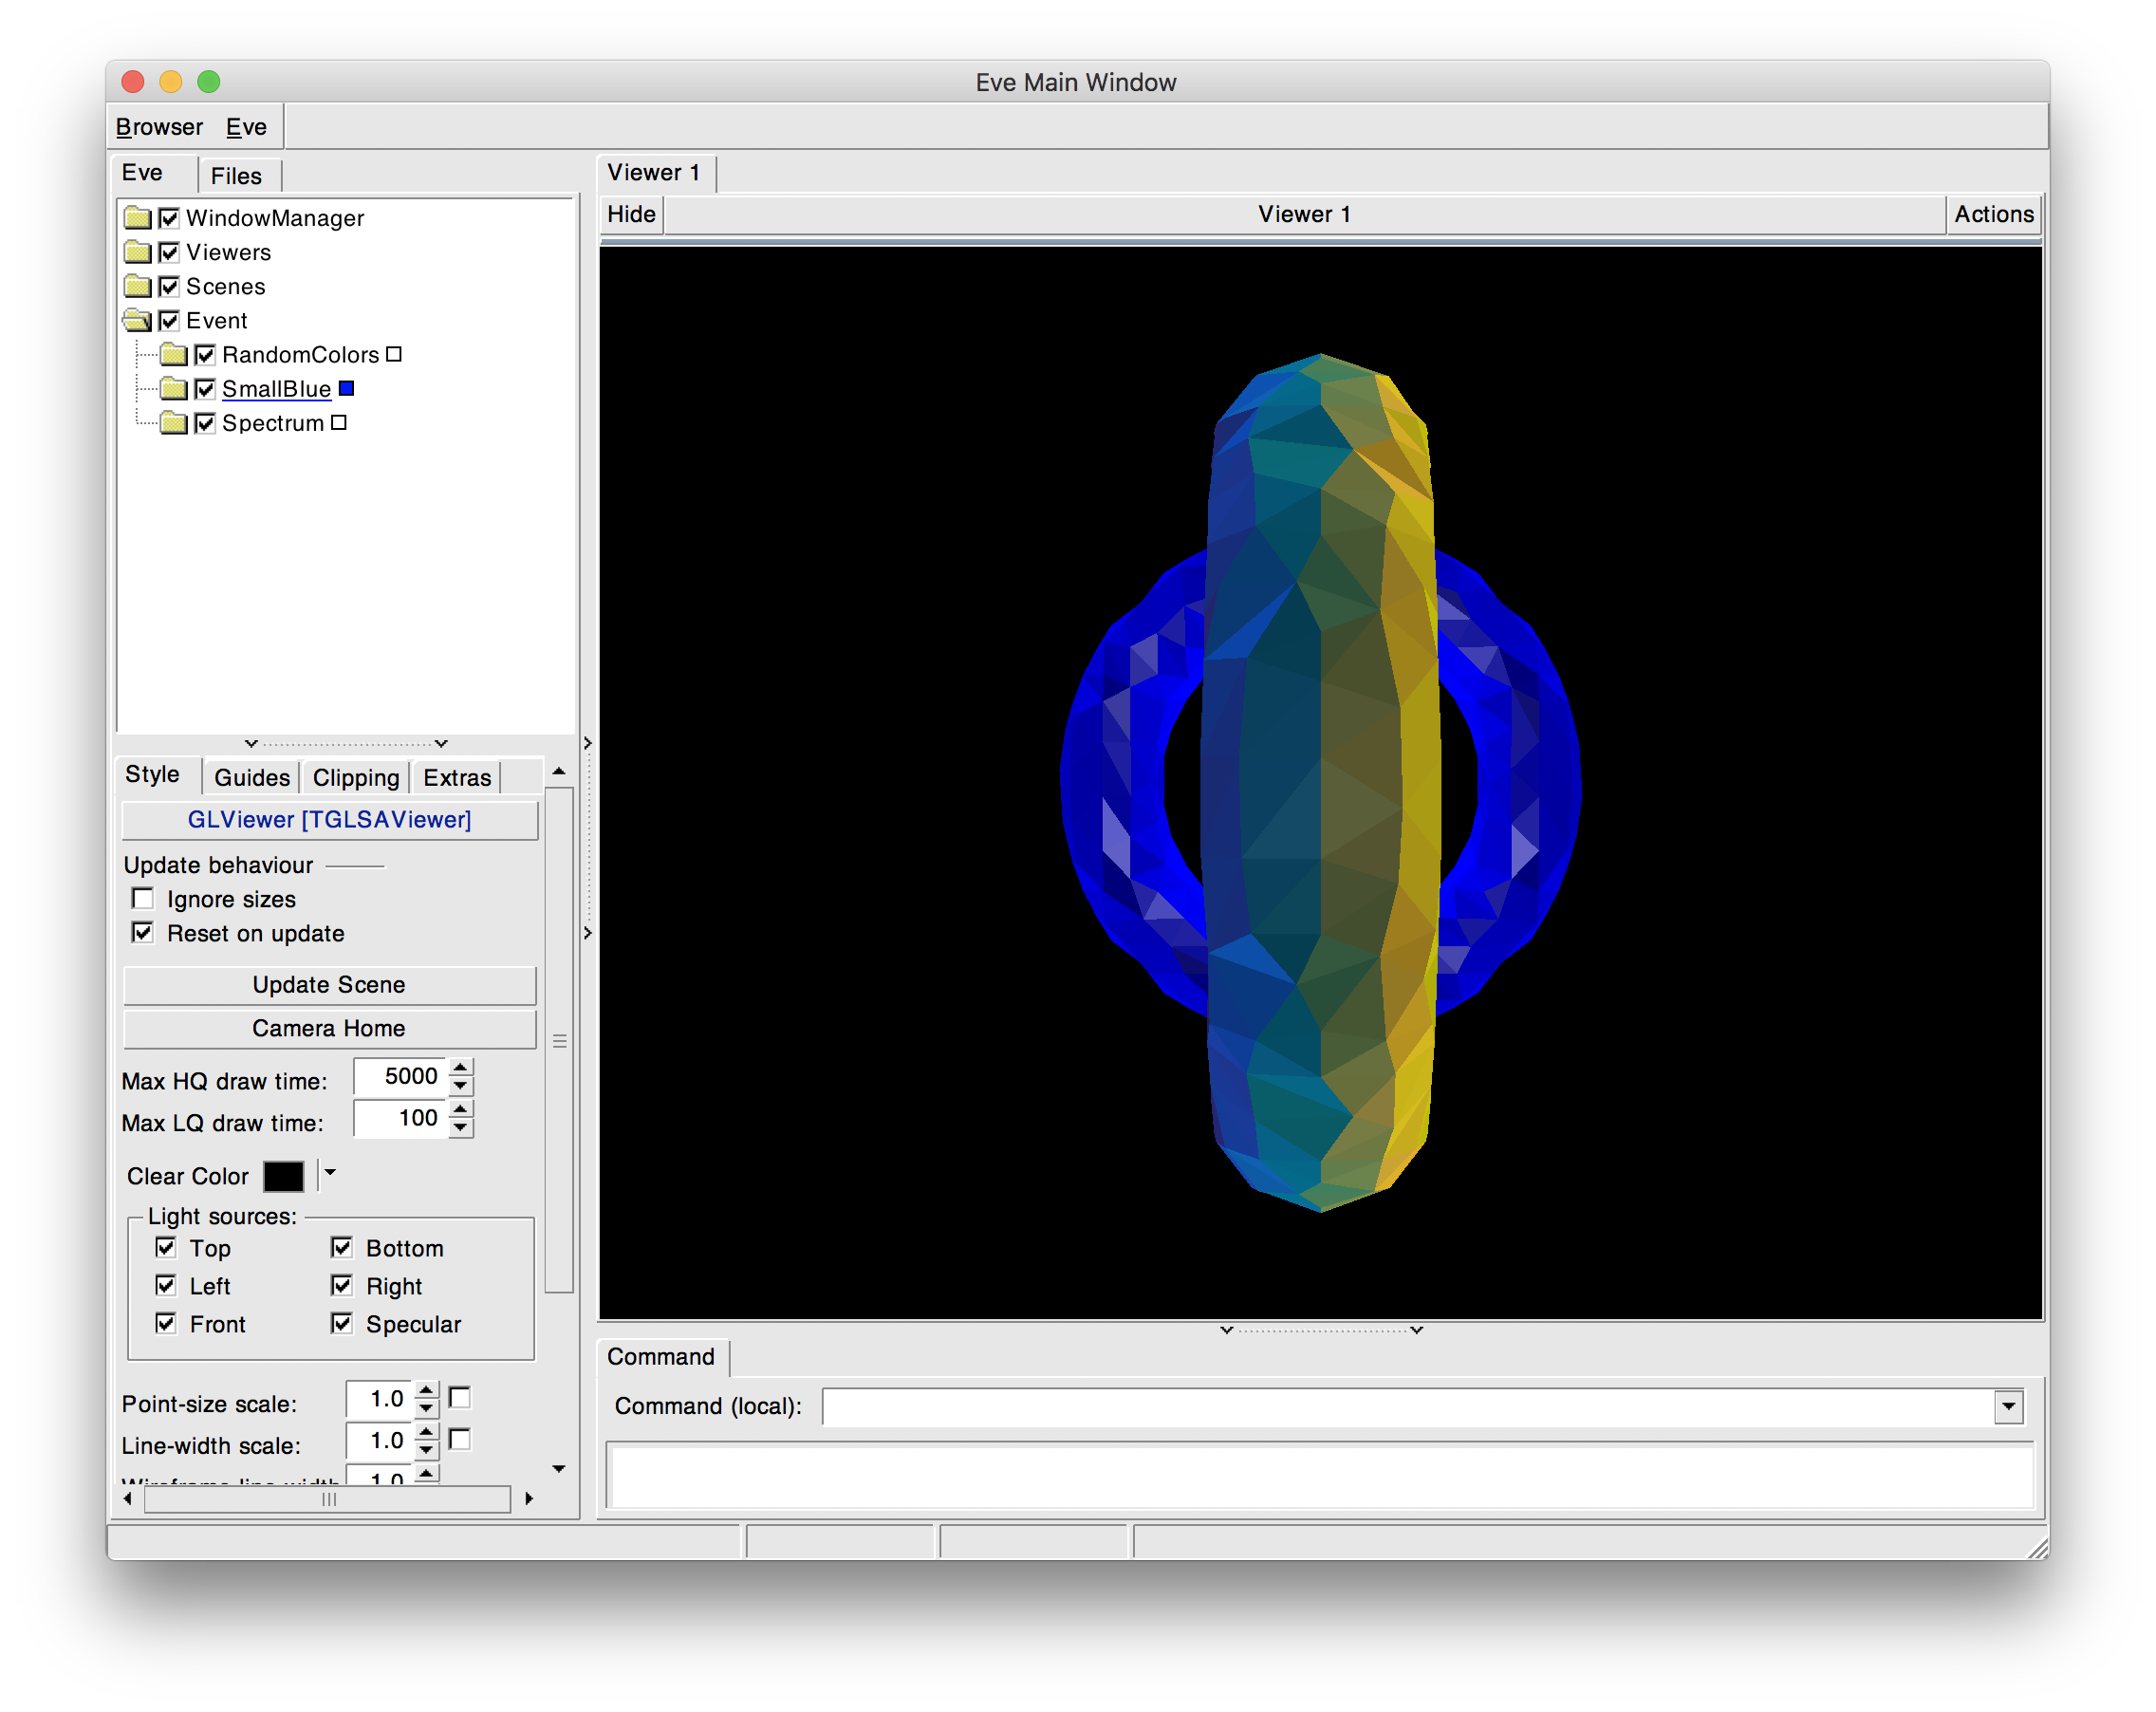 Eve Main Window
Browser Eve
Eve Files
WindowManager
Viewers
Scenes
Event
RandomColors
SmallBlue
Spectrum
Style Guides Clipping Extras
GLViewer [TGLSAViewer]
Update behaviour
Ignore sizes
Reset on update
Update Scene
Camera Home
Max HQ draw time: 5000
Max LQ draw time: 100
Clear Color
Light sources:
Top Bottom
Left Right
Front Specular
Point-size scale: 1.0
Line-width scale: 1.0
Wireframe line-width 1.0
Viewer 1
Hide Viewer 1 Actions
Command
Command (local):